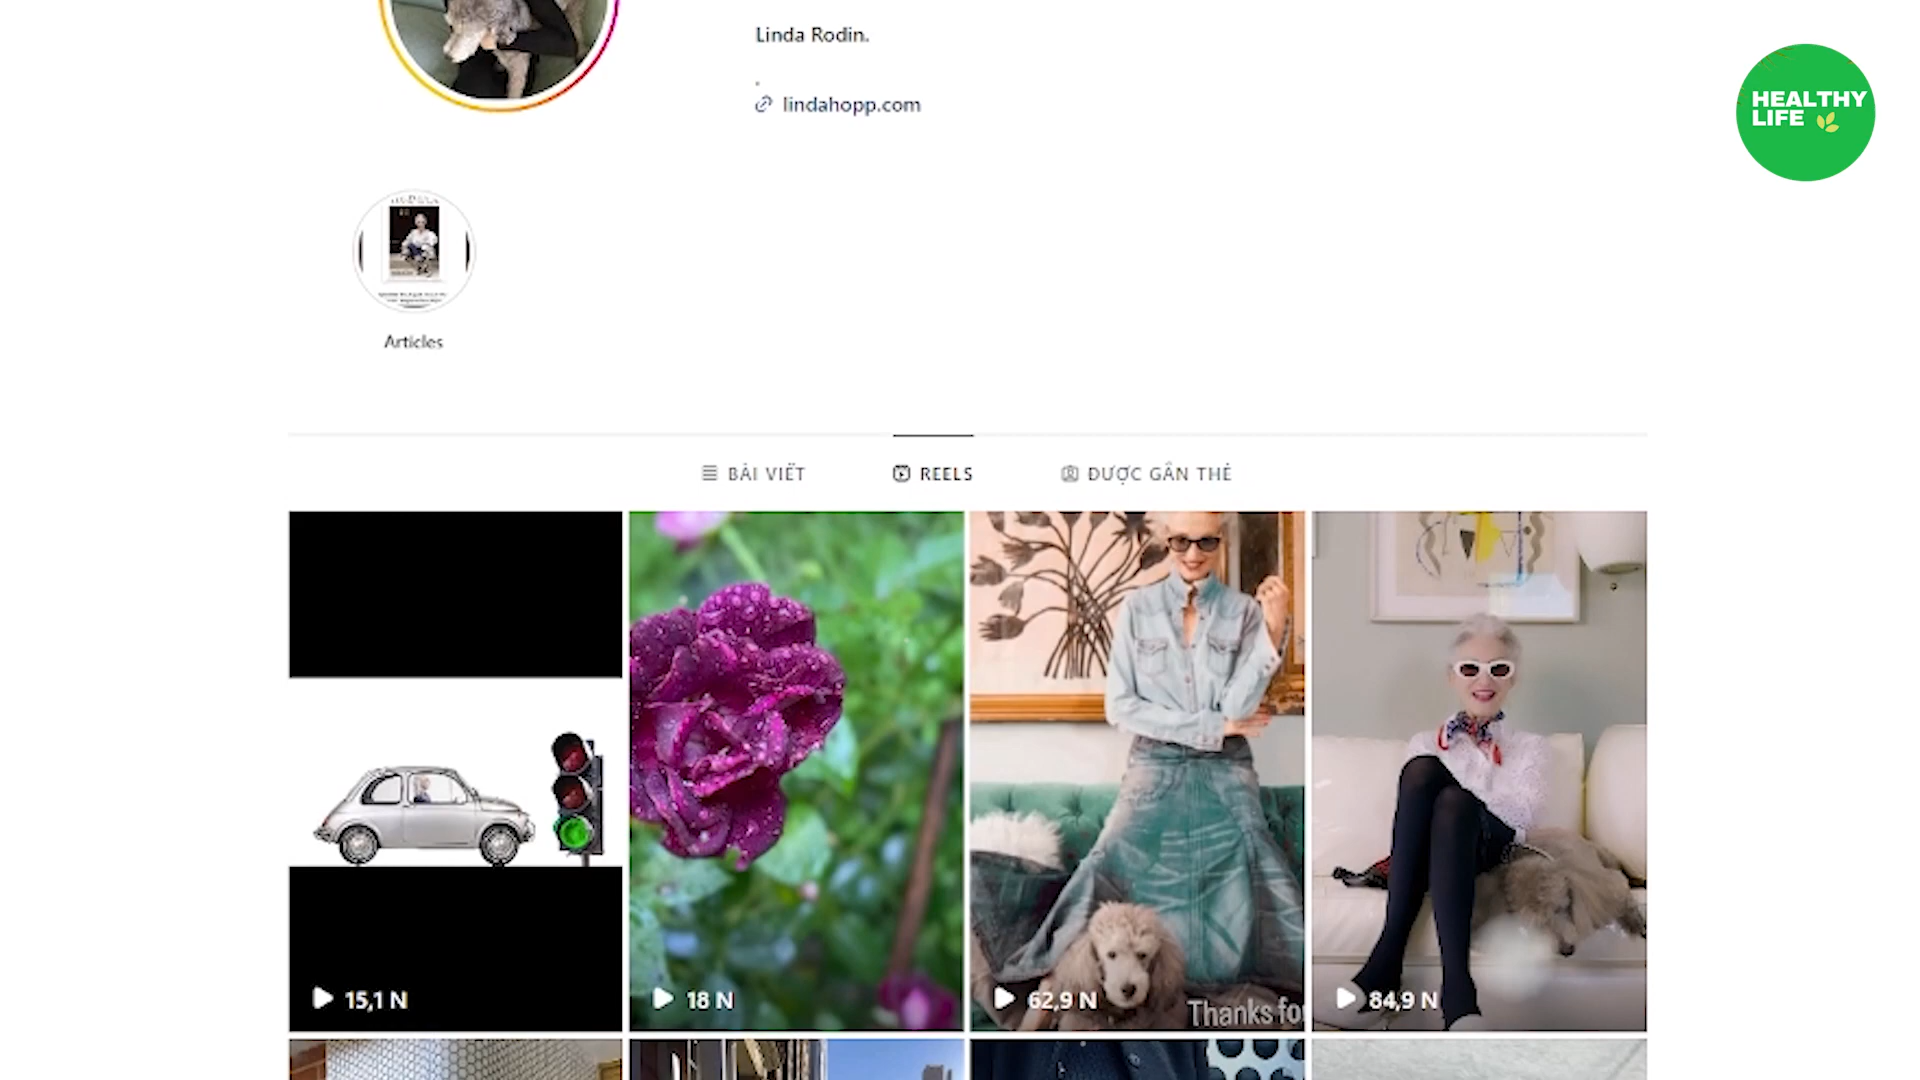 Linda Rodin.
.
lindahopp.com
HEALTHY
LIFE
Articles
BÀI VIẾT
REELS
ĐƯỢC GẮN THẺ
15,1 N
18 N
62,9 N
84,9 N
Thanks fo